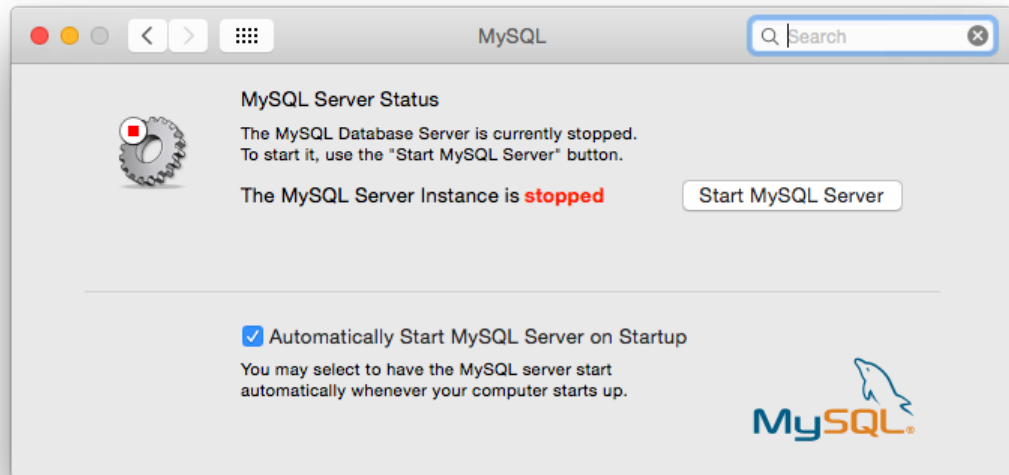 MySQL
Search
MySQL Server Status
The MySQL Database Server is currently stopped.
To start it, use the "Start MySQL Server" button.
The MySQL Server Instance is stopped
Start MySQL Server
Automatically Start MySQL Server on Startup
You may select to have the MySQL server start
automatically whenever your computer starts up.
MySQL®